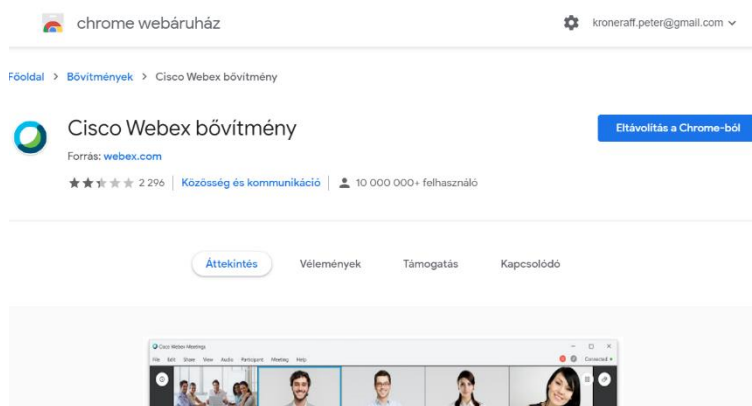 chrome webáruház
kroneraff.peter@gmail.com
Főoldal > Bővítmények > Cisco Webex bővítmény
Cisco Webex bővítmény
Eltávolítás a Chrome-ból
Forrás: webex.com
2 296 | Közösség és kommunikáció | 10 000 000+ felhasználó
Áttekintés Vélemények Támogatás Kapcsolódó
Cisco Webex Meetings
File Edit Share View Audio Participant Meeting Help
Connected